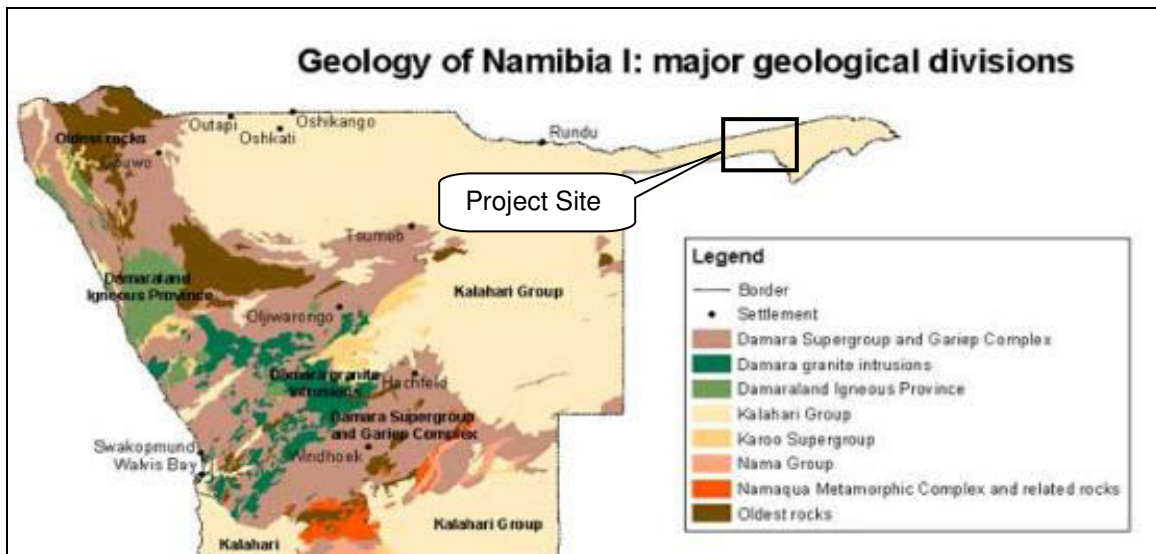 Geology of Namibia I: major geological divisions
Oshikango
Outapi
Oshkati
Rundu
Oldest rocks
Opuwo
Project Site
Tsumeb
Damaraland
Igneous Province
Kalahari Group
Otjiwarongo
Damara granite
intrusions
Hochfeld
Damara Supergroup
and Gariep Complex
Swakopmund
Walvis Bay
Windhoek
Kalahari Group
Kalahari
Legend
Border
Settlement
Damara Supergroup and Gariep Complex
Damara granite intrusions
Damaraland Igneous Province
Kalahari Group
Karoo Supergroup
Nama Group
Namaqua Metamorphic Complex and related rocks
Oldest rocks